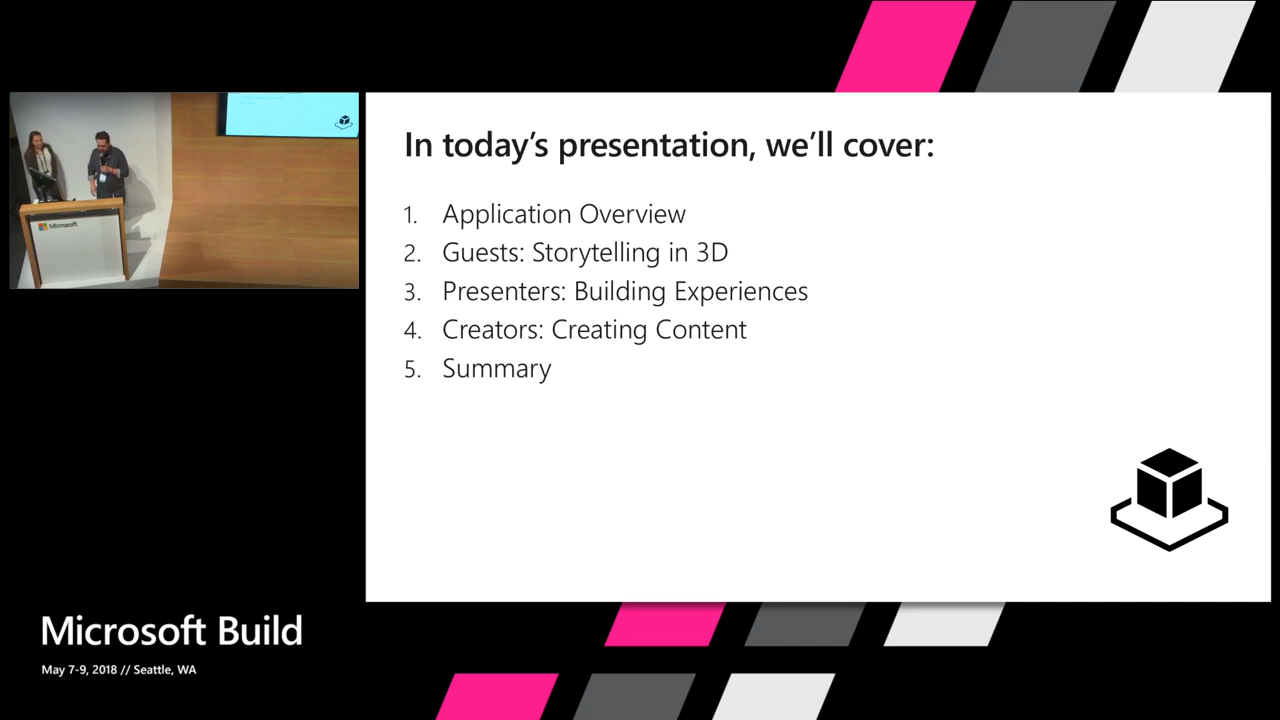 In today's presentation, we'll cover:
1. Application Overview
2. Guests: Storytelling in 3D
3. Presenters: Building Experiences
4. Creators: Creating Content
5. Summary
Microsoft
Microsoft Build
May 7-9, 2018 // Seattle, WA